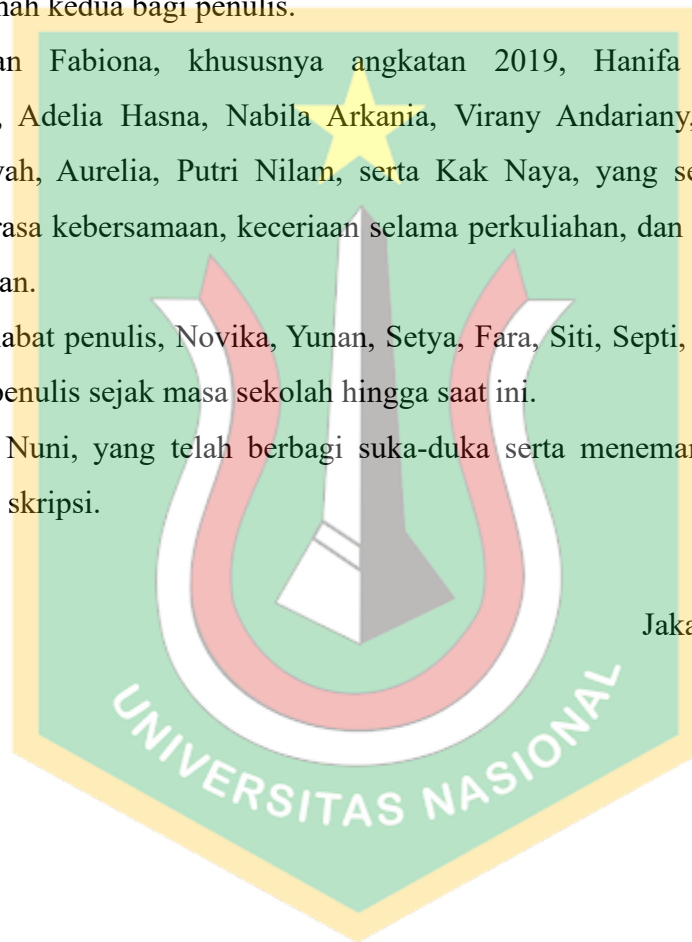 nah kedua bagi penulis.
an Fabiona, khususnya angkatan 2019, Hanifa
, Adelia Hasna, Nabila Arkania, Virany Andariany,
yah, Aurelia, Putri Nilam, serta Kak Naya, yang se
rasa kebersamaan, keceriaan selama perkuliahan, dan
an.
abat penulis, Novika, Yunan, Setya, Fara, Siti, Septi,
penulis sejak masa sekolah hingga saat ini.
Nuni, yang telah berbagi suka-duka serta meneman
skripsi.
Jaka
UNIVERSITAS NASIONAL